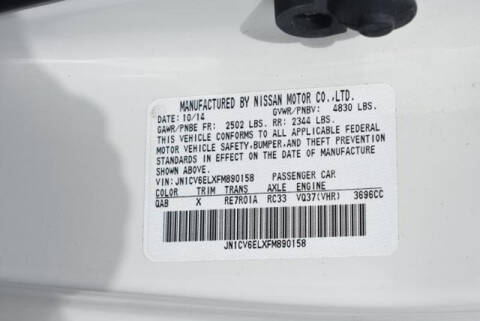 MANUFACTURED BY NISSAN MOTOR CO.,LTD.
DATE: 10/14 GVWR/PNBV: 4830 LBS.
GAWR/PNBE FR: 2502 LBS. RR: 2344 LBS.
THIS VEHICLE CONFORMS TO ALL APPLICABLE FEDERAL
MOTOR VEHICLE SAFETY,BUMPER,AND THEFT PREVENTION
STANDARDS IN EFFECT ON THE DATE OF MANUFACTURE
SHOWN ABOVE.
VIN: JN1CV6ELXFM890158 PASSENGER CAR
COLOR TRIM TRANS AXLE ENGINE
QAB X RE7R01A RC33 VQ37(VHR) 3696CC
JN1CV6ELXFM890158